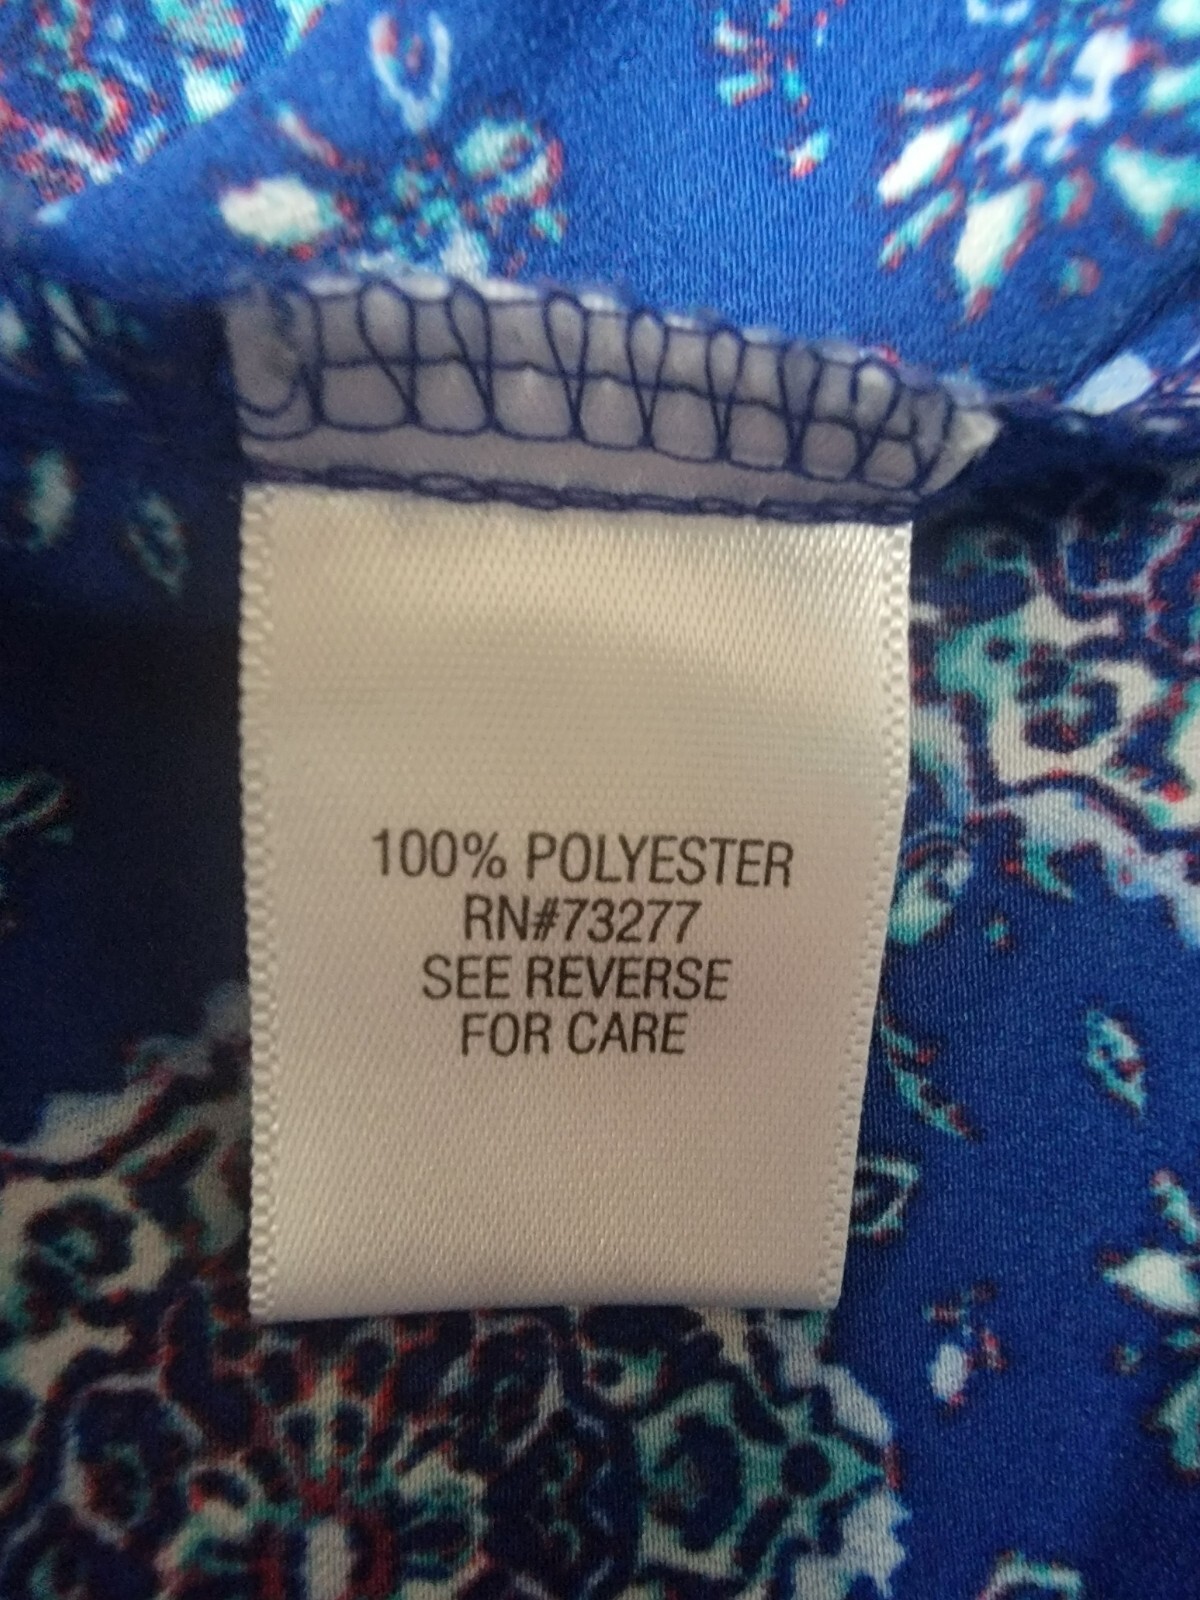 100% POLYESTER
RN#73277
SEE REVERSE
FOR CARE